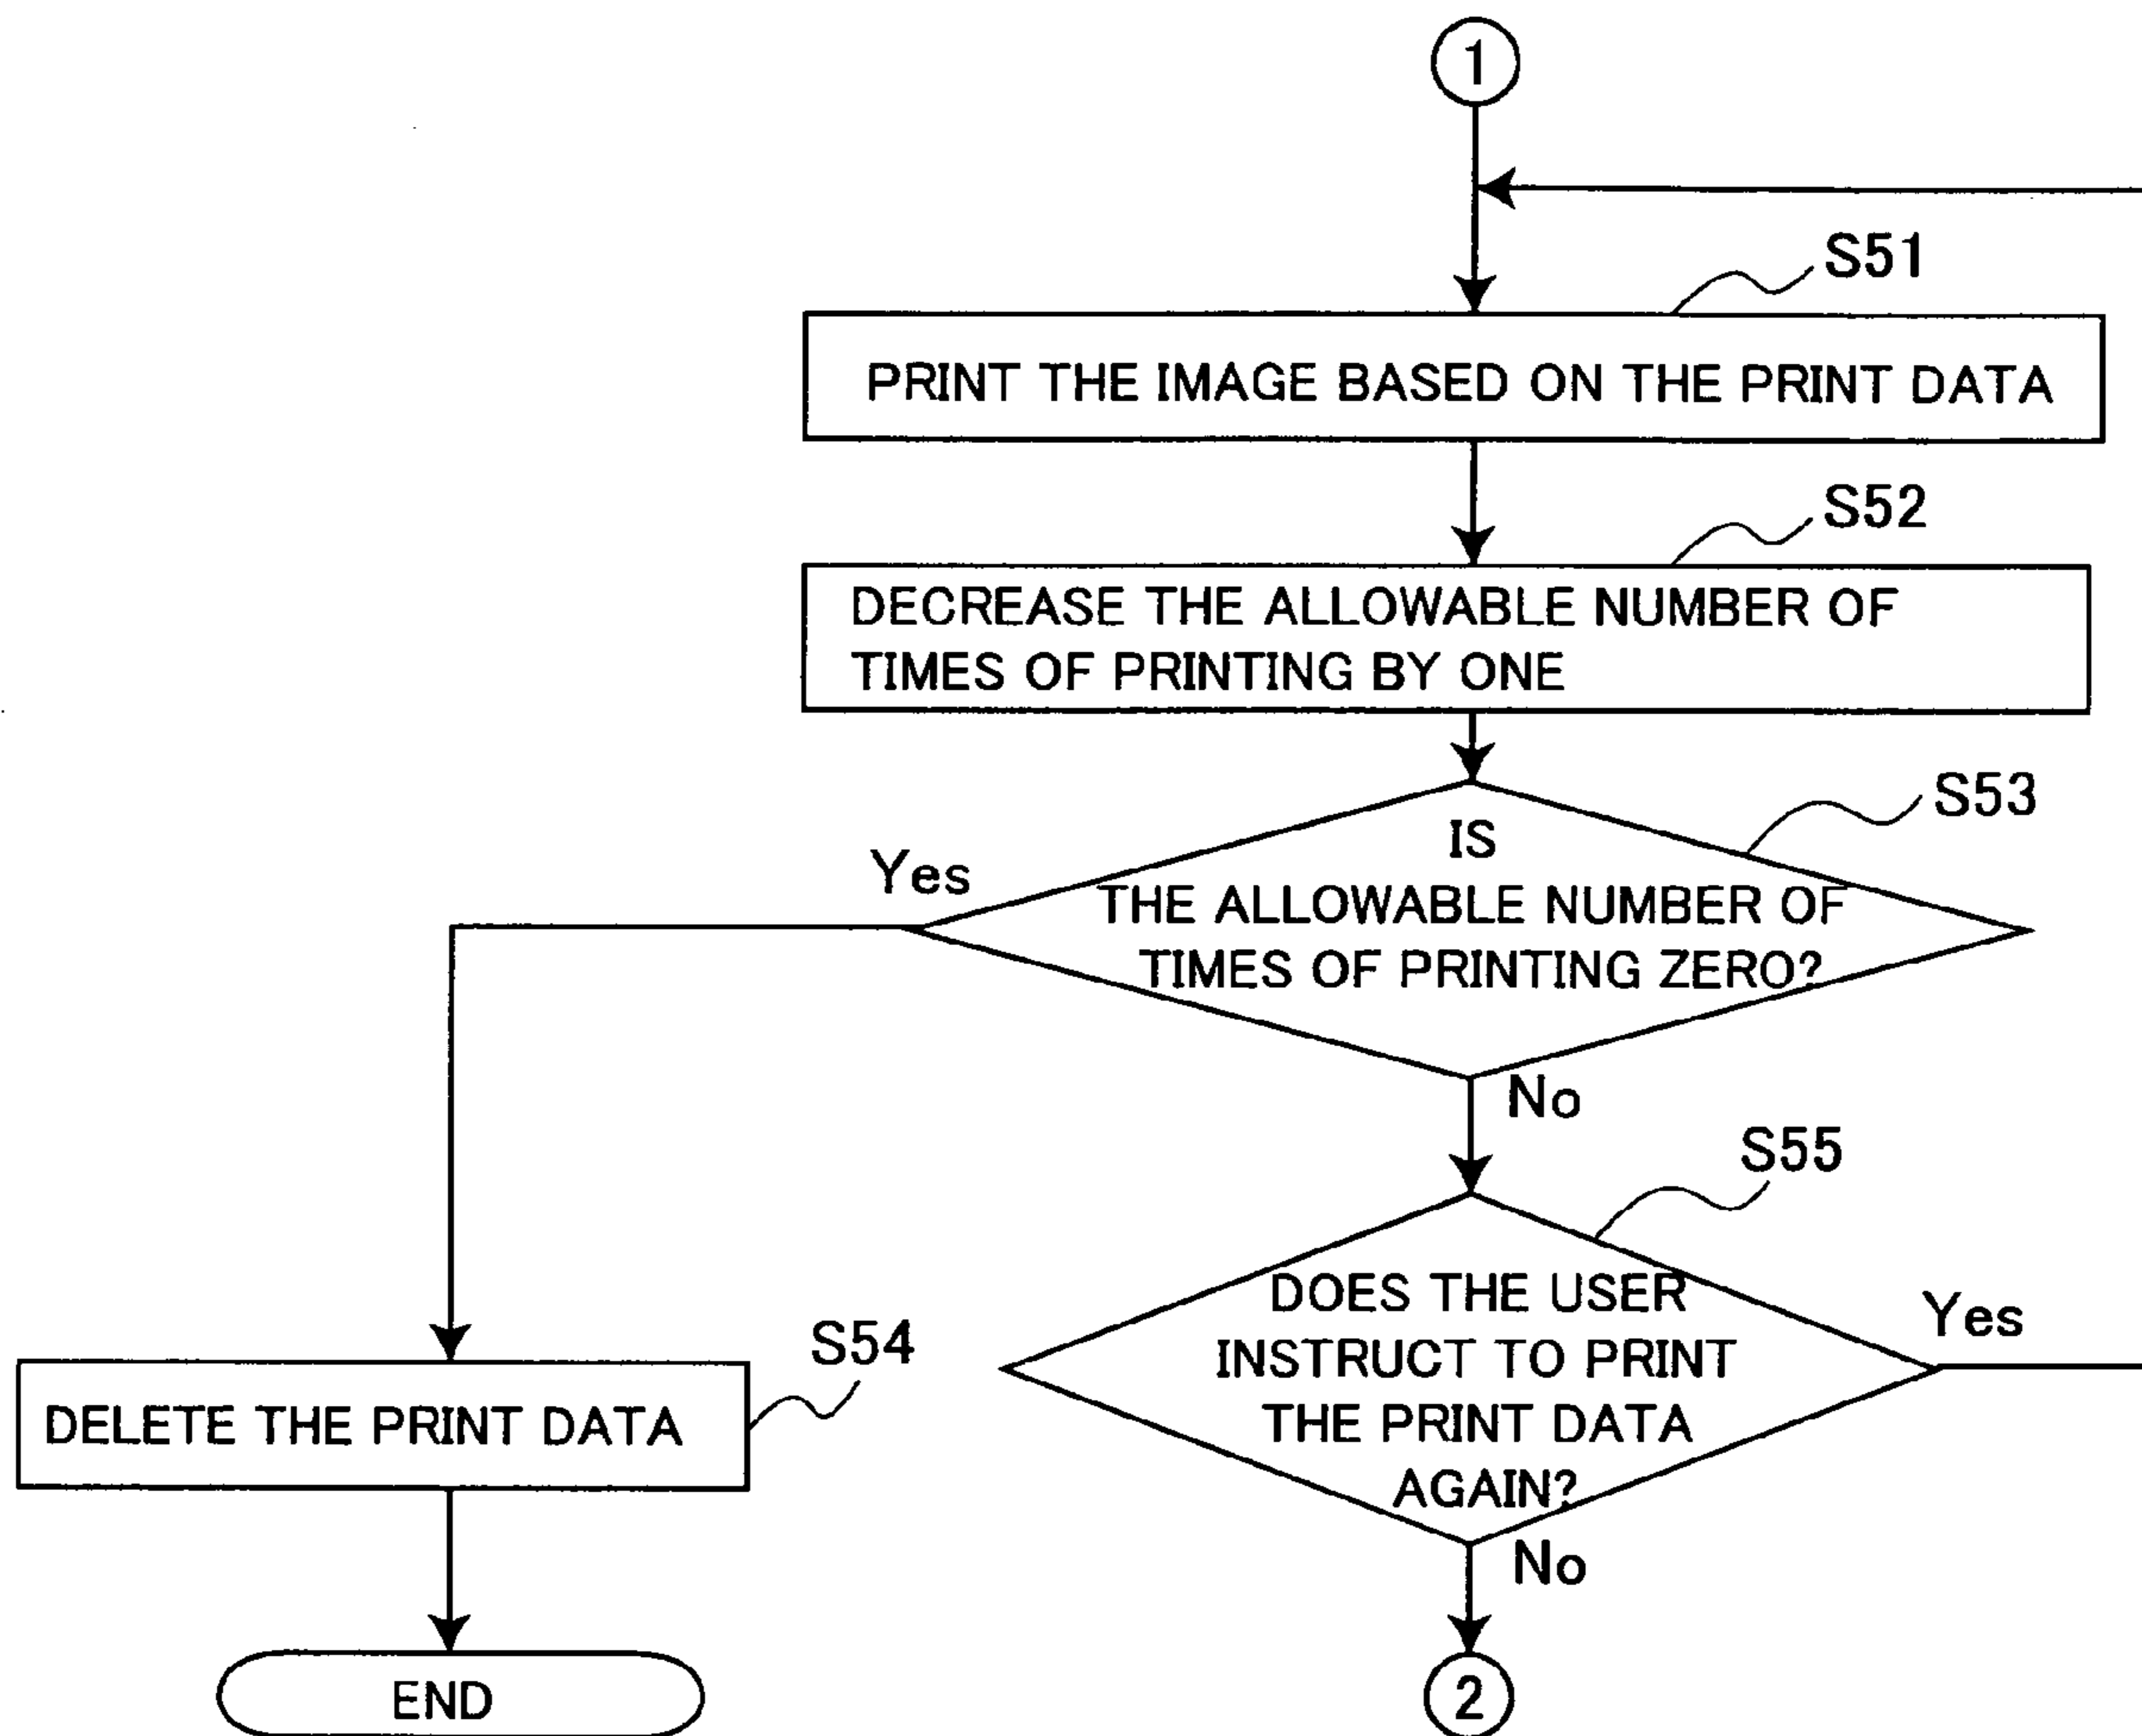 1
S51
PRINT THE IMAGE BASED ON THE PRINT DATA
S52
DECREASE THE ALLOWABLE NUMBER OF
TIMES OF PRINTING BY ONE
S53
IS
THE ALLOWABLE NUMBER OF
TIMES OF PRINTING ZERO?
Yes
No
S55
DOES THE USER
INSTRUCT TO PRINT
THE PRINT DATA
AGAIN?
Yes
S54
DELETE THE PRINT DATA
No
END
2